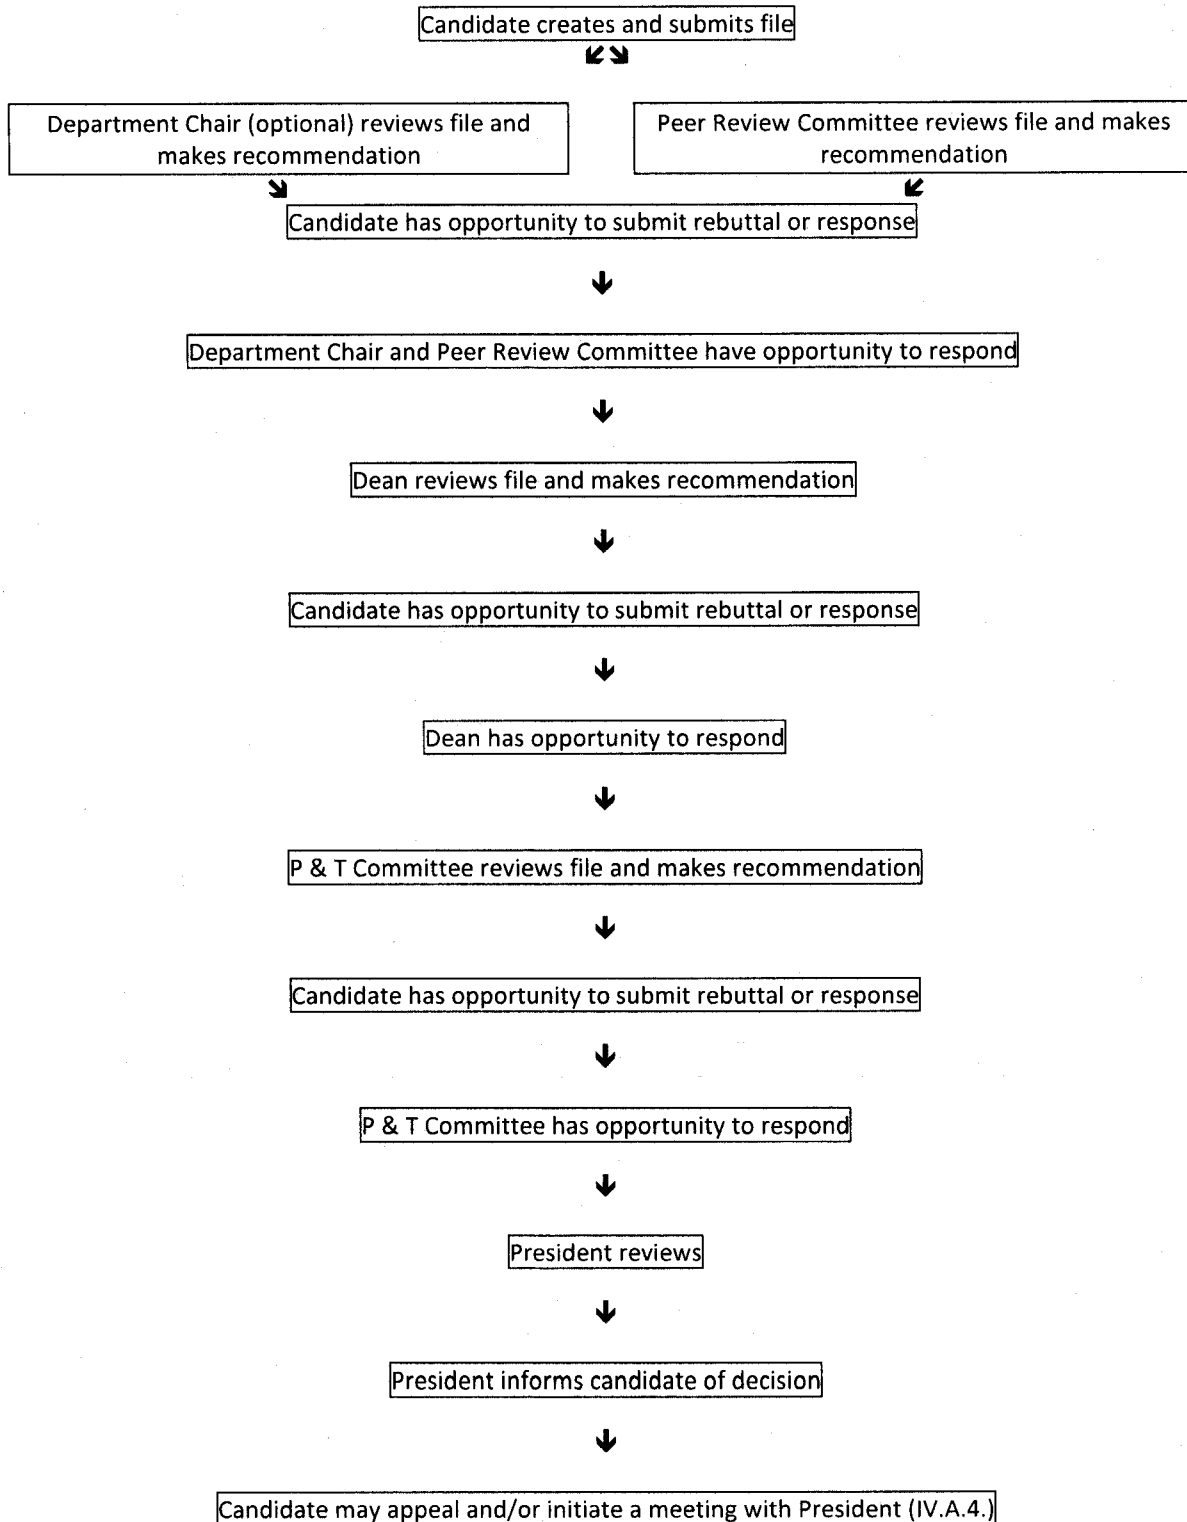 Candidate creates and submits file
Department Chair (optional) reviews file and
makes recommendation
Peer Review Committee reviews file and makes
recommendation
Candidate has opportunity to submit rebuttal or response
Department Chair and Peer Review Committee have opportunity to respond
Dean reviews file and makes recommendation
Candidate has opportunity to submit rebuttal or response
Dean has opportunity to respond
P & T Committee reviews file and makes recommendation
Candidate has opportunity to submit rebuttal or response
P & T Committee has opportunity to respond
President reviews
President informs candidate of decision
Candidate may appeal and/or initiate a meeting with President (IV.A.4.)